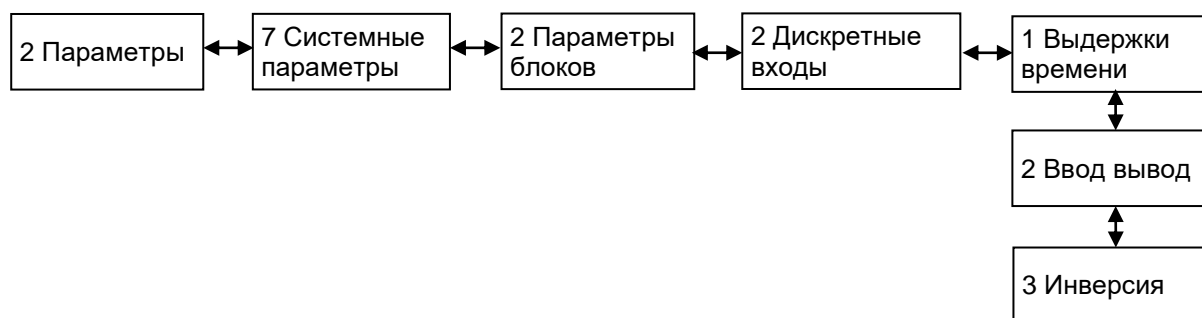 2 Параметры
7 Системные
параметры
2 Параметры
блоков
2 Дискретные
входы
1 Выдержки
времени
2 Ввод вывод
3 Инверсия